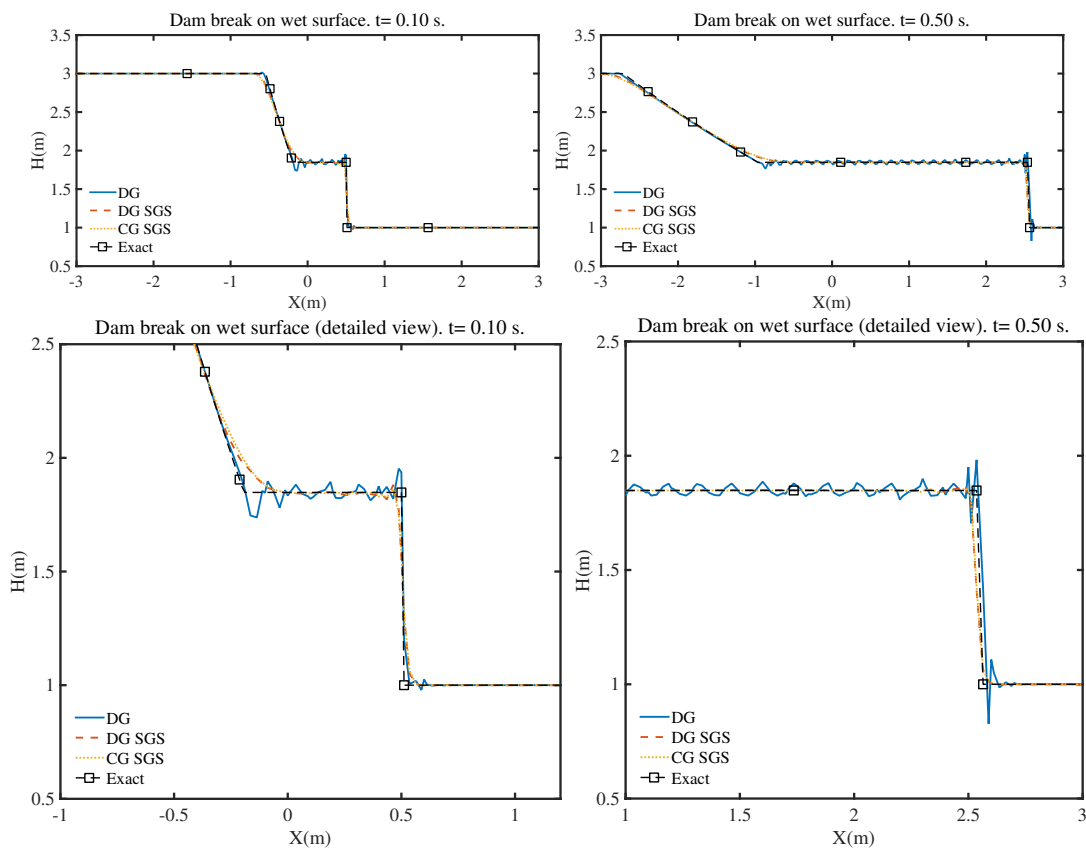 Dam break on wet surface. t= 0.10 s.
3.5
3
2.5
2
1.5
1
0.5
H(m)
DG
DG SGS
CG SGS
Exact
-3 -2 -1 0 1 2 3
X(m)
Dam break on wet surface. t= 0.50 s.
3.5
3
2.5
2
1.5
1
0.5
H(m)
DG
DG SGS
CG SGS
Exact
-3 -2 -1 0 1 2 3
X(m)
Dam break on wet surface (detailed view). t= 0.10 s.
2.5
2
1.5
1
0.5
H(m)
DG
DG SGS
CG SGS
Exact
-1 -0.5 0 0.5 1
X(m)
Dam break on wet surface (detailed view). t= 0.50 s.
2.5
2
1.5
1
0.5
H(m)
DG
DG SGS
CG SGS
Exact
1 1.5 2 2.5 3
X(m)